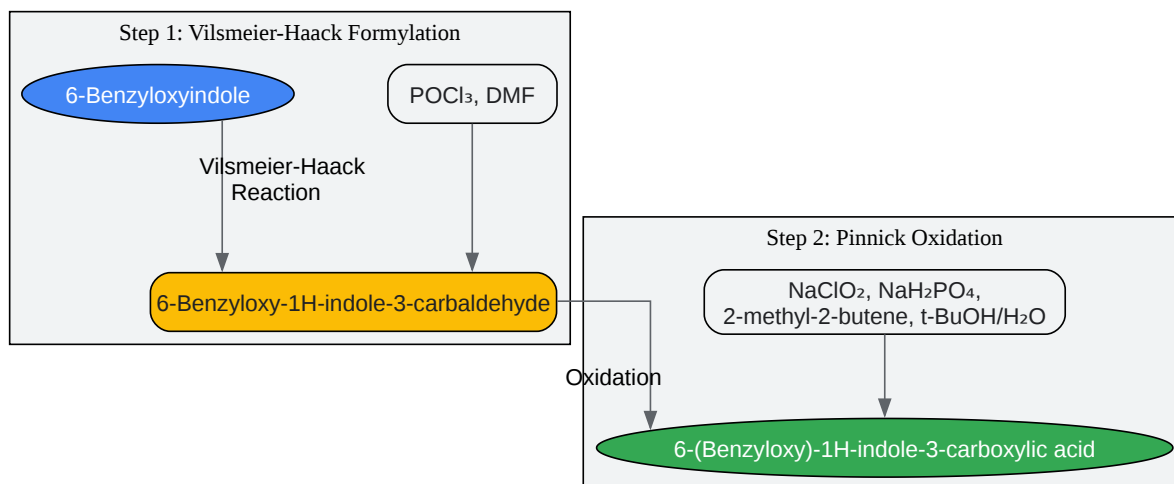 Step 1: Vilsmeier-Haack Formylation
6-Benzyloxyindole
POCl₃, DMF
Vilsmeier-Haack
Reaction
6-Benzyloxy-1H-indole-3-carbaldehyde
Step 2: Pinnick Oxidation
NaClO₂, NaH₂PO₄,
2-methyl-2-butene, t-BuOH/H₂O
Oxidation
6-(Benzyloxy)-1H-indole-3-carboxylic acid